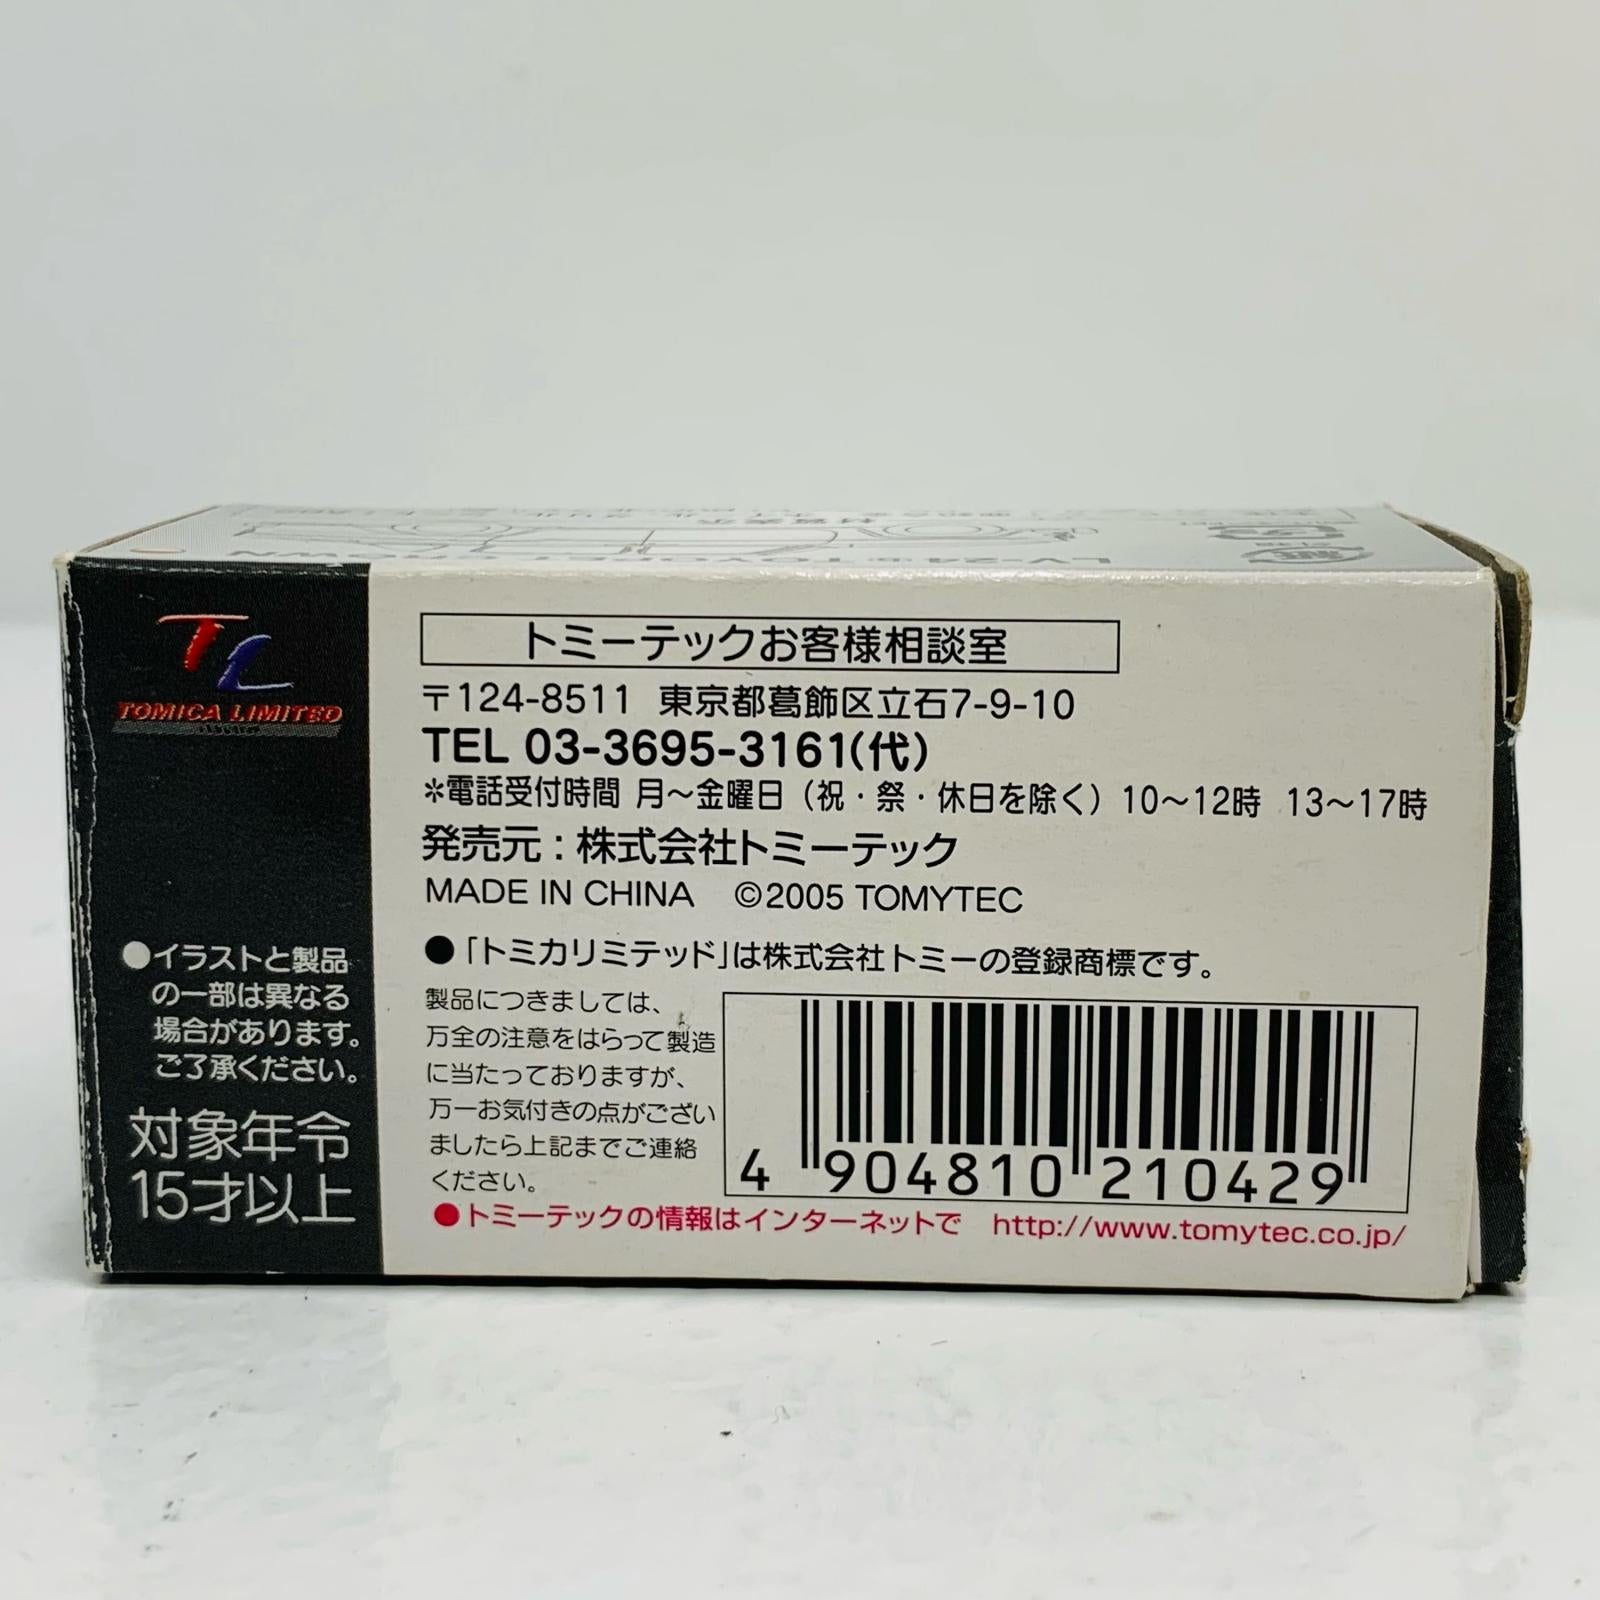 TL
TOMICA LIMITED
●イラストと製品
の一部は異なる
場合があります。
ご了承ください。
対象年令
15才以上
トミーテックお客様相談室
〒124-8511 東京都葛飾区立石7-9-10
TEL 03-3695-3161(代)
＊電話受付時間 月～金曜日（祝・祭・休日を除く）10～12時 13～17時
発売元：株式会社トミーテック
MADE IN CHINA ©2005 TOMYTEC
●「トミカリミテッド」は株式会社トミーの登録商標です。
製品につきましては、
万全の注意をはらって製造
に当たっておりますが、
万一お気付きの点がござい
ましたら上記までご連絡
ください。
4 904810 210429
●トミーテックの情報はインターネットで http://www.tomytec.co.jp/